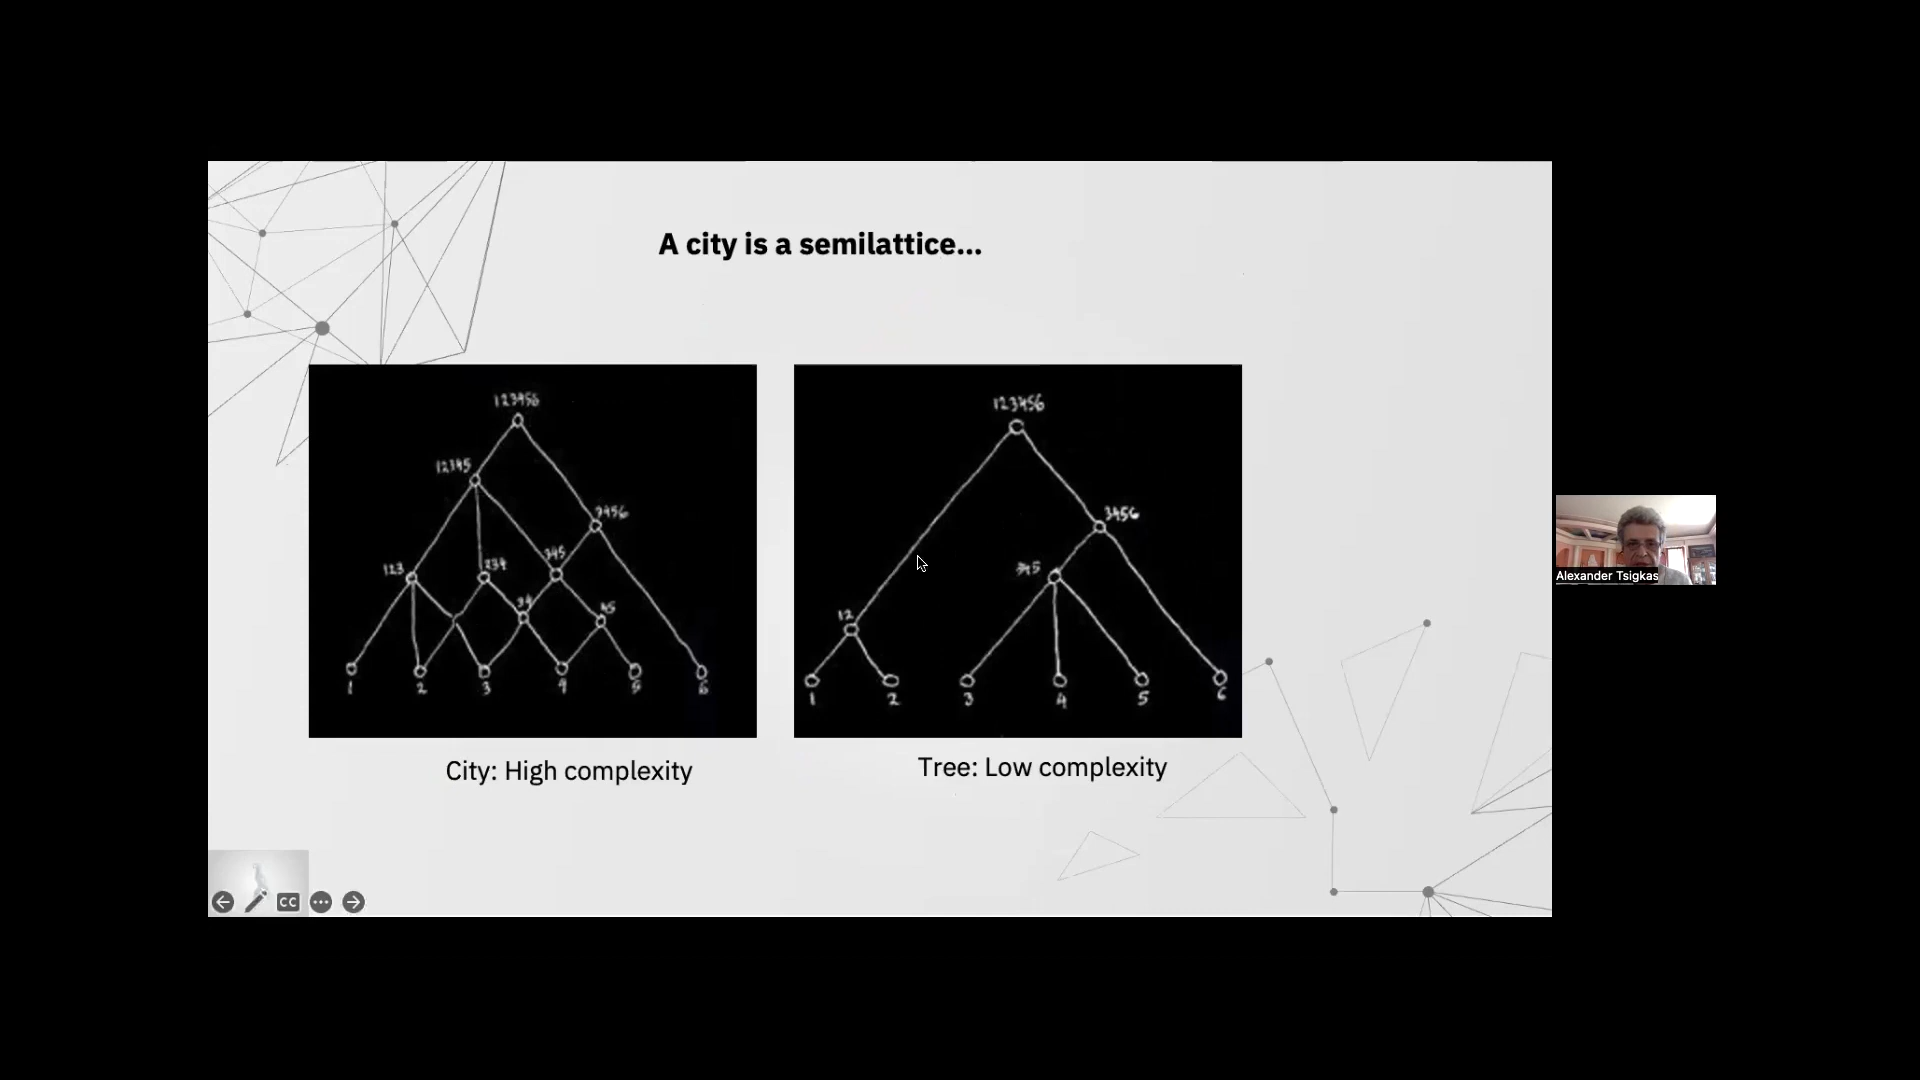 A city is a semilattice...
123456
12345
3456
123
234
345
34
45
1 2 3 4 5 6
City: High complexity
123456
3456
345
12
1 2 3 4 5 6
Tree: Low complexity
CC
Alexander Tsigkas